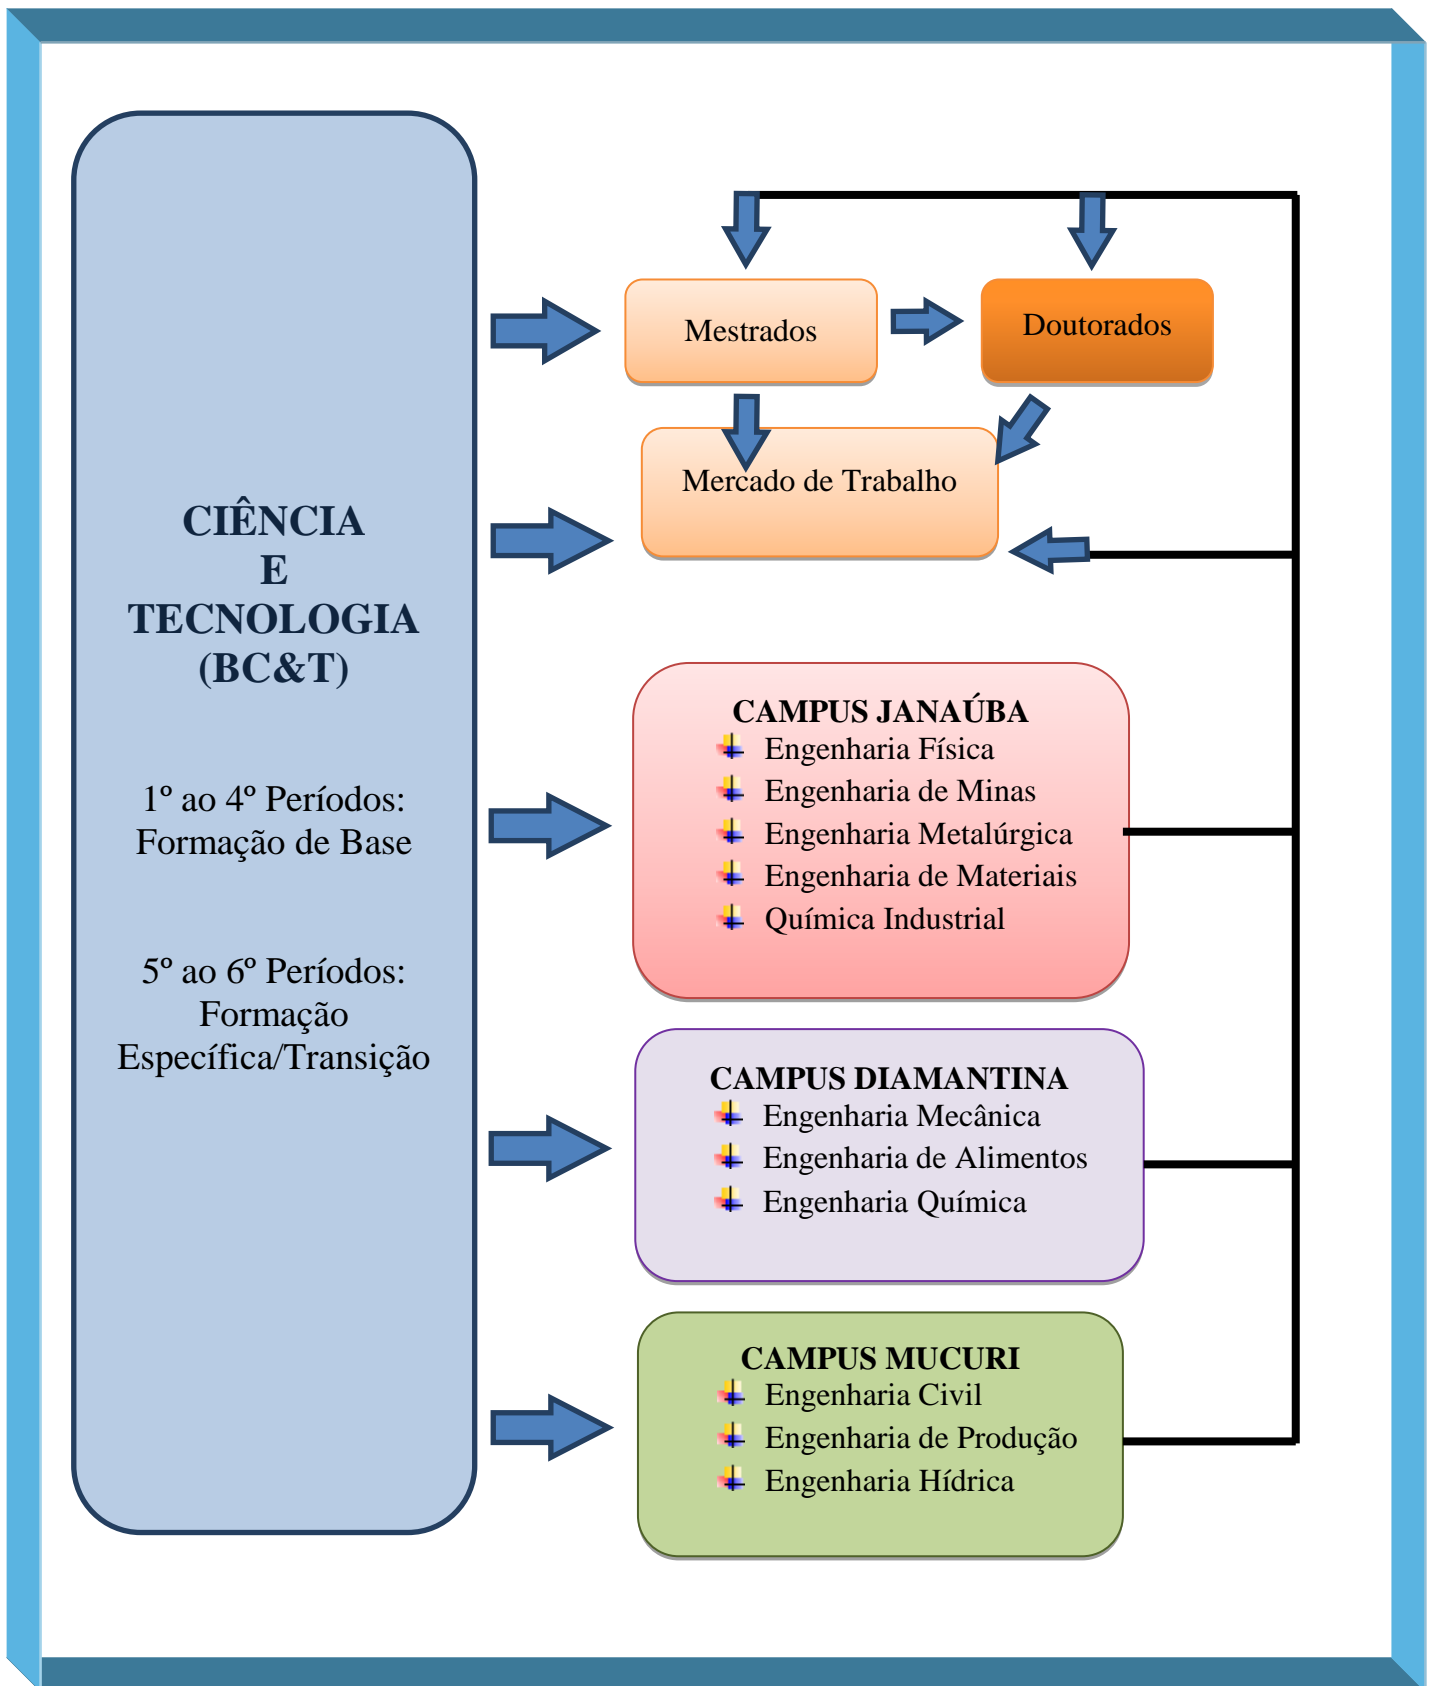 CIÊNCIA
E
TECNOLOGIA
(BC&T)
1º ao 4º Períodos:
Formação de Base
5º ao 6º Períodos:
Formação
Específica/Transição
Mestrados
Doutorados
Mercado de Trabalho
CAMPUS JANAÚBA
Engenharia Física
Engenharia de Minas
Engenharia Metalúrgica
Engenharia de Materiais
Química Industrial
CAMPUS DIAMANTINA
Engenharia Mecânica
Engenharia de Alimentos
Engenharia Química
CAMPUS MUCURI
Engenharia Civil
Engenharia de Produção
Engenharia Hídrica